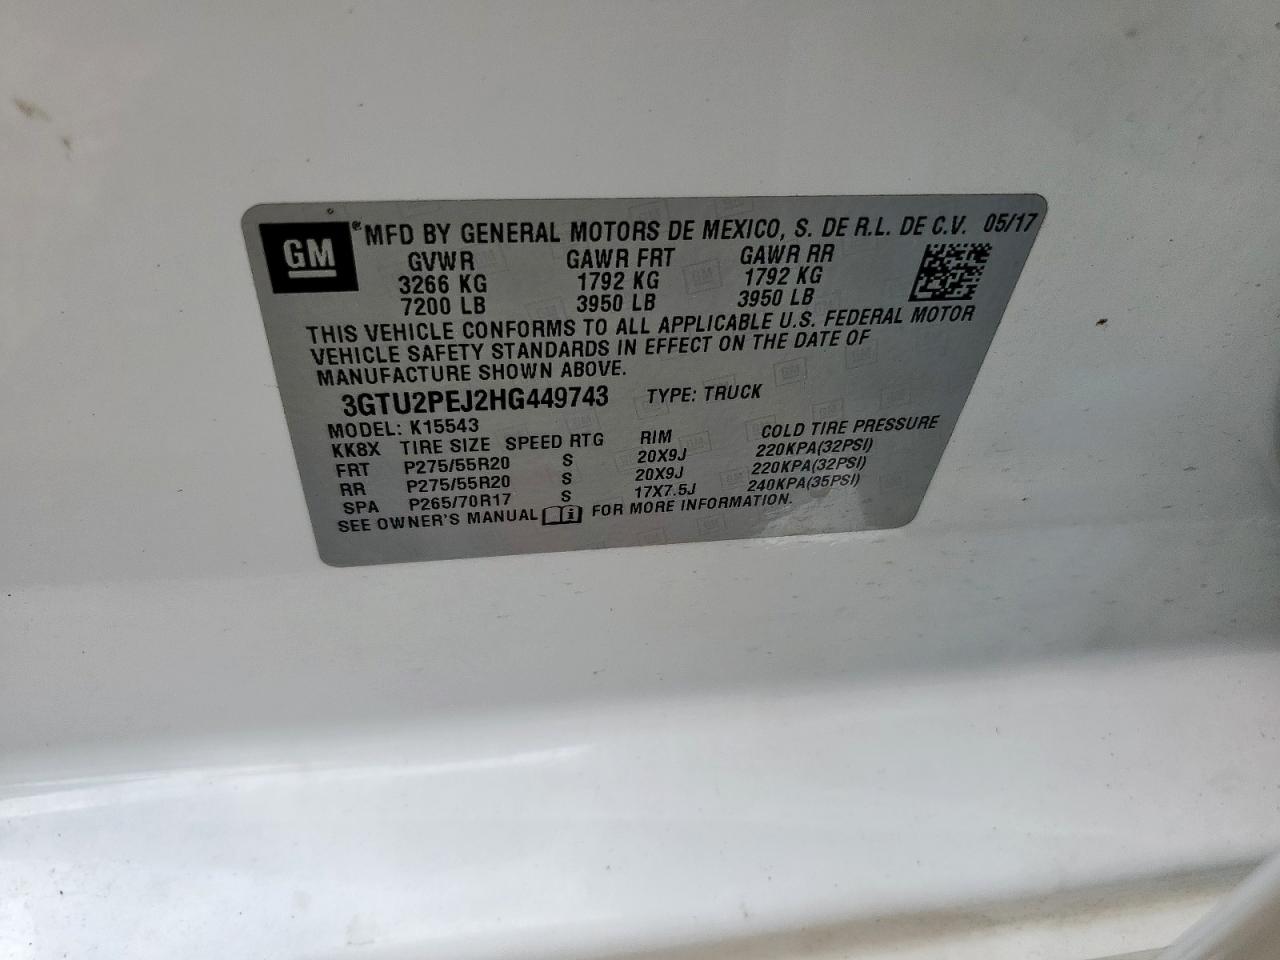 GM
® MFD BY GENERAL MOTORS DE MEXICO, S. DE R.L. DE C.V. 05/17
GVWR GAWR FRT GAWR RR
3266 KG 1792 KG 1792 KG
7200 LB 3950 LB 3950 LB
THIS VEHICLE CONFORMS TO ALL APPLICABLE U.S. FEDERAL MOTOR
VEHICLE SAFETY STANDARDS IN EFFECT ON THE DATE OF
MANUFACTURE SHOWN ABOVE.
3GTU2PEJ2HG449743 TYPE: TRUCK
MODEL: K15543
KK8X TIRE SIZE SPEED RTG RIM COLD TIRE PRESSURE
FRT P275/55R20 S 20X9J 220KPA(32PSI)
RR P275/55R20 S 20X9J 220KPA(32PSI)
SPA P265/70R17 S 17X7.5J 240KPA(35PSI)
SEE OWNER'S MANUAL i FOR MORE INFORMATION.